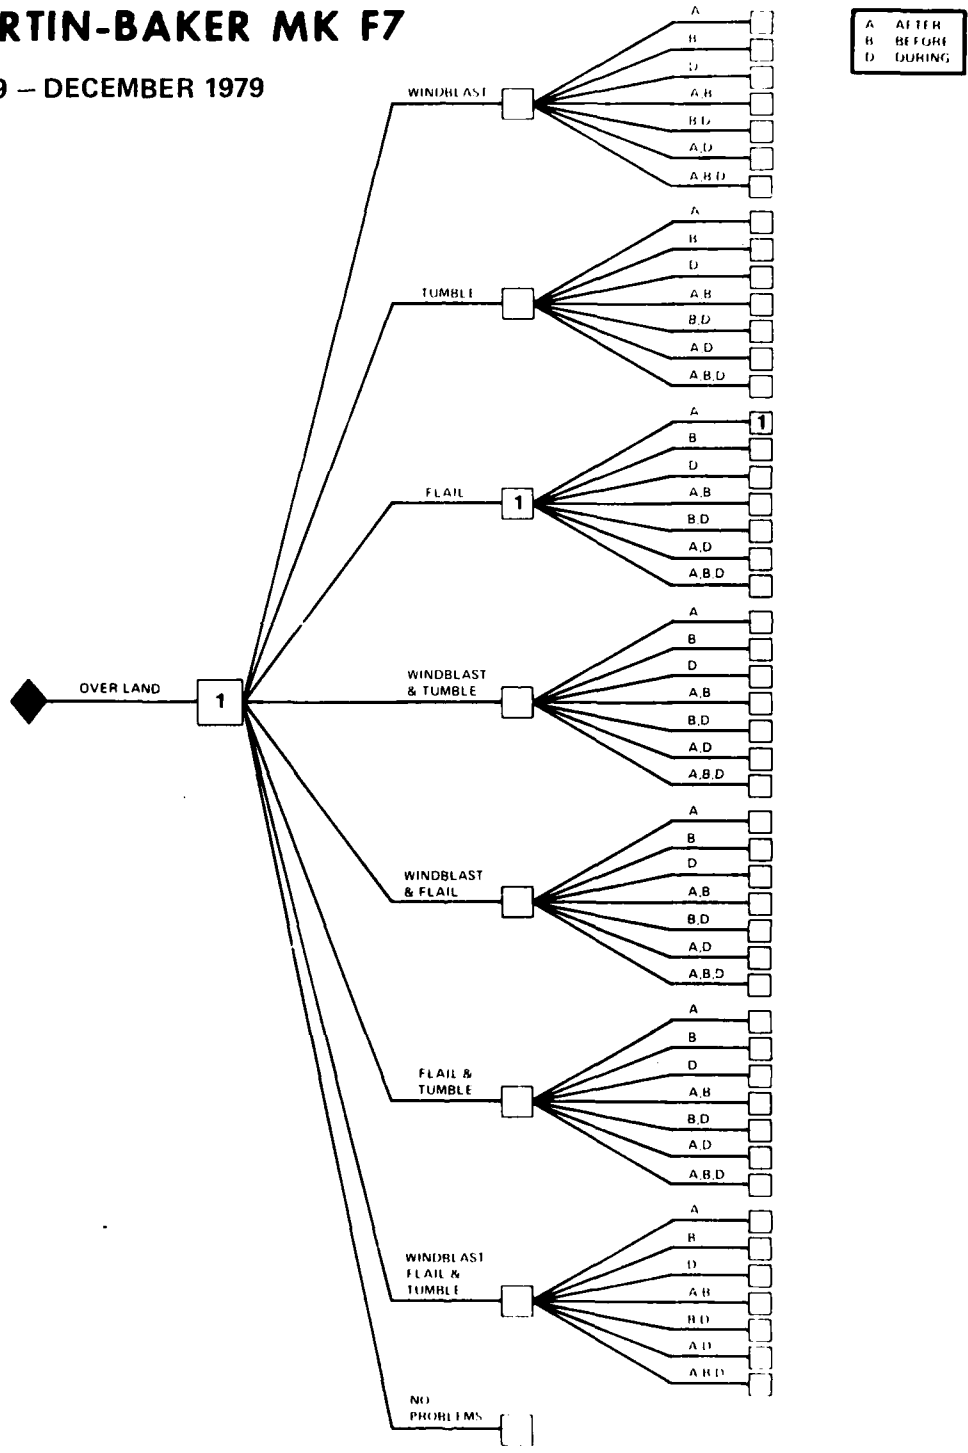 RTIN-BAKER MK F7
9 – DECEMBER 1979
A AFTER
B BEFORE
D DURING
WINDBLAST
A
B
D
A,B
B,D
A,D
A,B,D
TUMBLE
A
B
D
A,B
B,D
A,D
A,B,D
FLAIL
1
A
1
B
D
A,B
B,D
A,D
A,B,D
OVER LAND
1
WINDBLAST
& TUMBLE
A
B
D
A,B
B,D
A,D
A,B,D
WINDBLAST
& FLAIL
A
B
D
A,B
B,D
A,D
A,B,D
FLAIL &
TUMBLE
A
B
D
A,B
B,D
A,D
A,B,D
WINDBLAST
FLAIL &
TUMBLE
A
B
D
A,B
B,D
A,D
A,B,D
NO
PROBLEMS